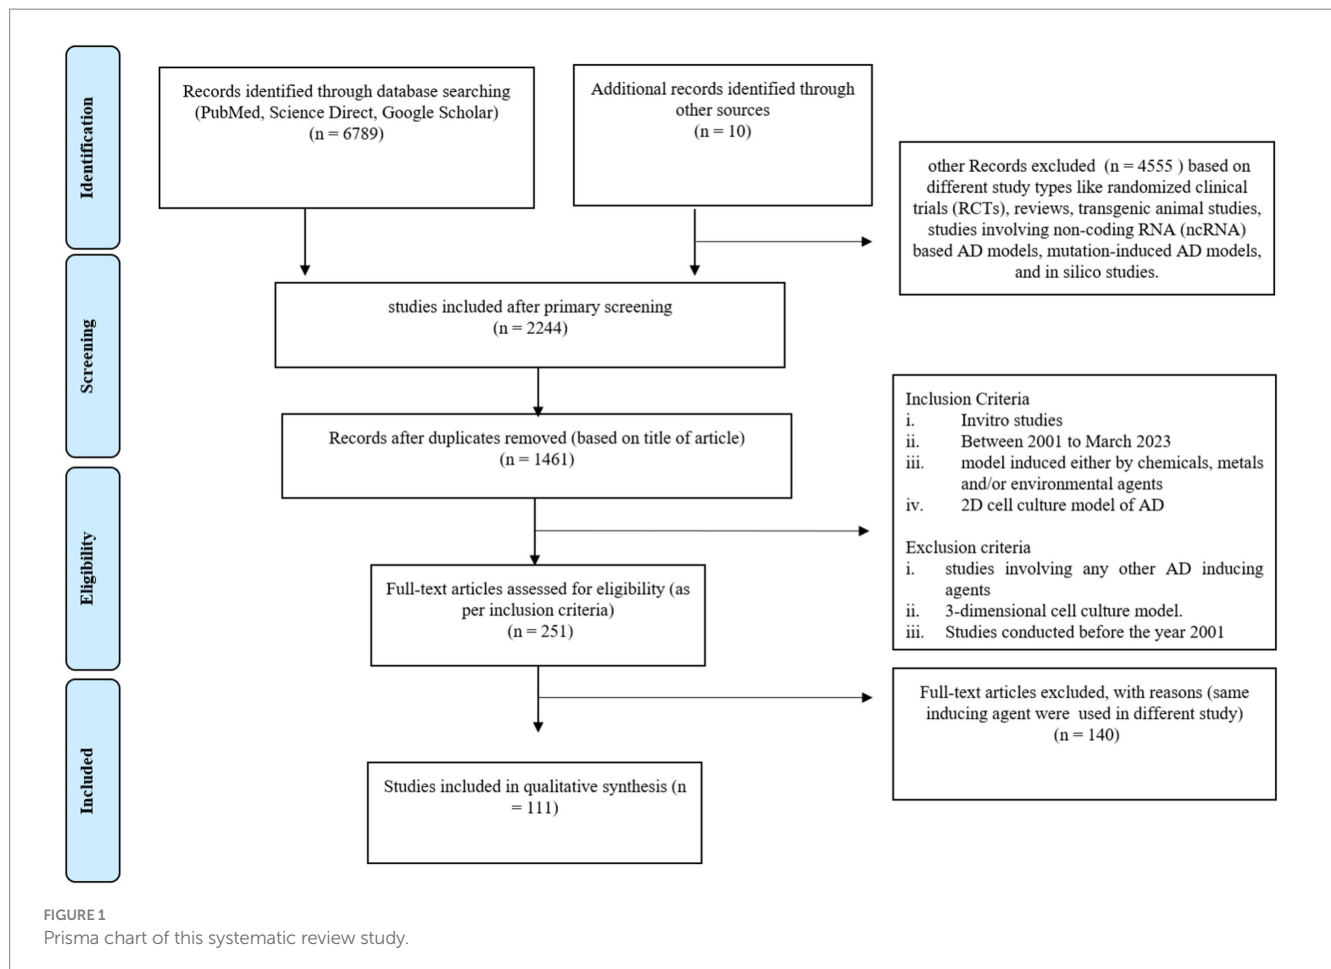 Identification
Records identified through database searching
(PubMed, Science Direct, Google Scholar)
(n = 6789)
Additional records identified through
other sources
(n = 10)
other Records excluded (n = 4555 ) based on
different study types like randomized clinical
trials (RCTs), reviews, transgenic animal studies,
studies involving non-coding RNA (ncRNA)
based AD models, mutation-induced AD models,
and in silico studies.
Screening
studies included after primary screening
(n = 2244)
Records after duplicates removed (based on title of article)
(n = 1461)
Inclusion Criteria
i. Invitro studies
ii. Between 2001 to March 2023
iii. model induced either by chemicals, metals
and/or environmental agents
iv. 2D cell culture model of AD
Exclusion criteria
i. studies involving any other AD inducing
agents
ii. 3-dimensional cell culture model.
iii. Studies conducted before the year 2001
Eligibility
Full-text articles assessed for eligibility (as
per inclusion criteria)
(n = 251)
Full-text articles excluded, with reasons (same
inducing agent were used in different study)
(n = 140)
Included
Studies included in qualitative synthesis (n
= 111)
FIGURE 1
Prisma chart of this systematic review study.